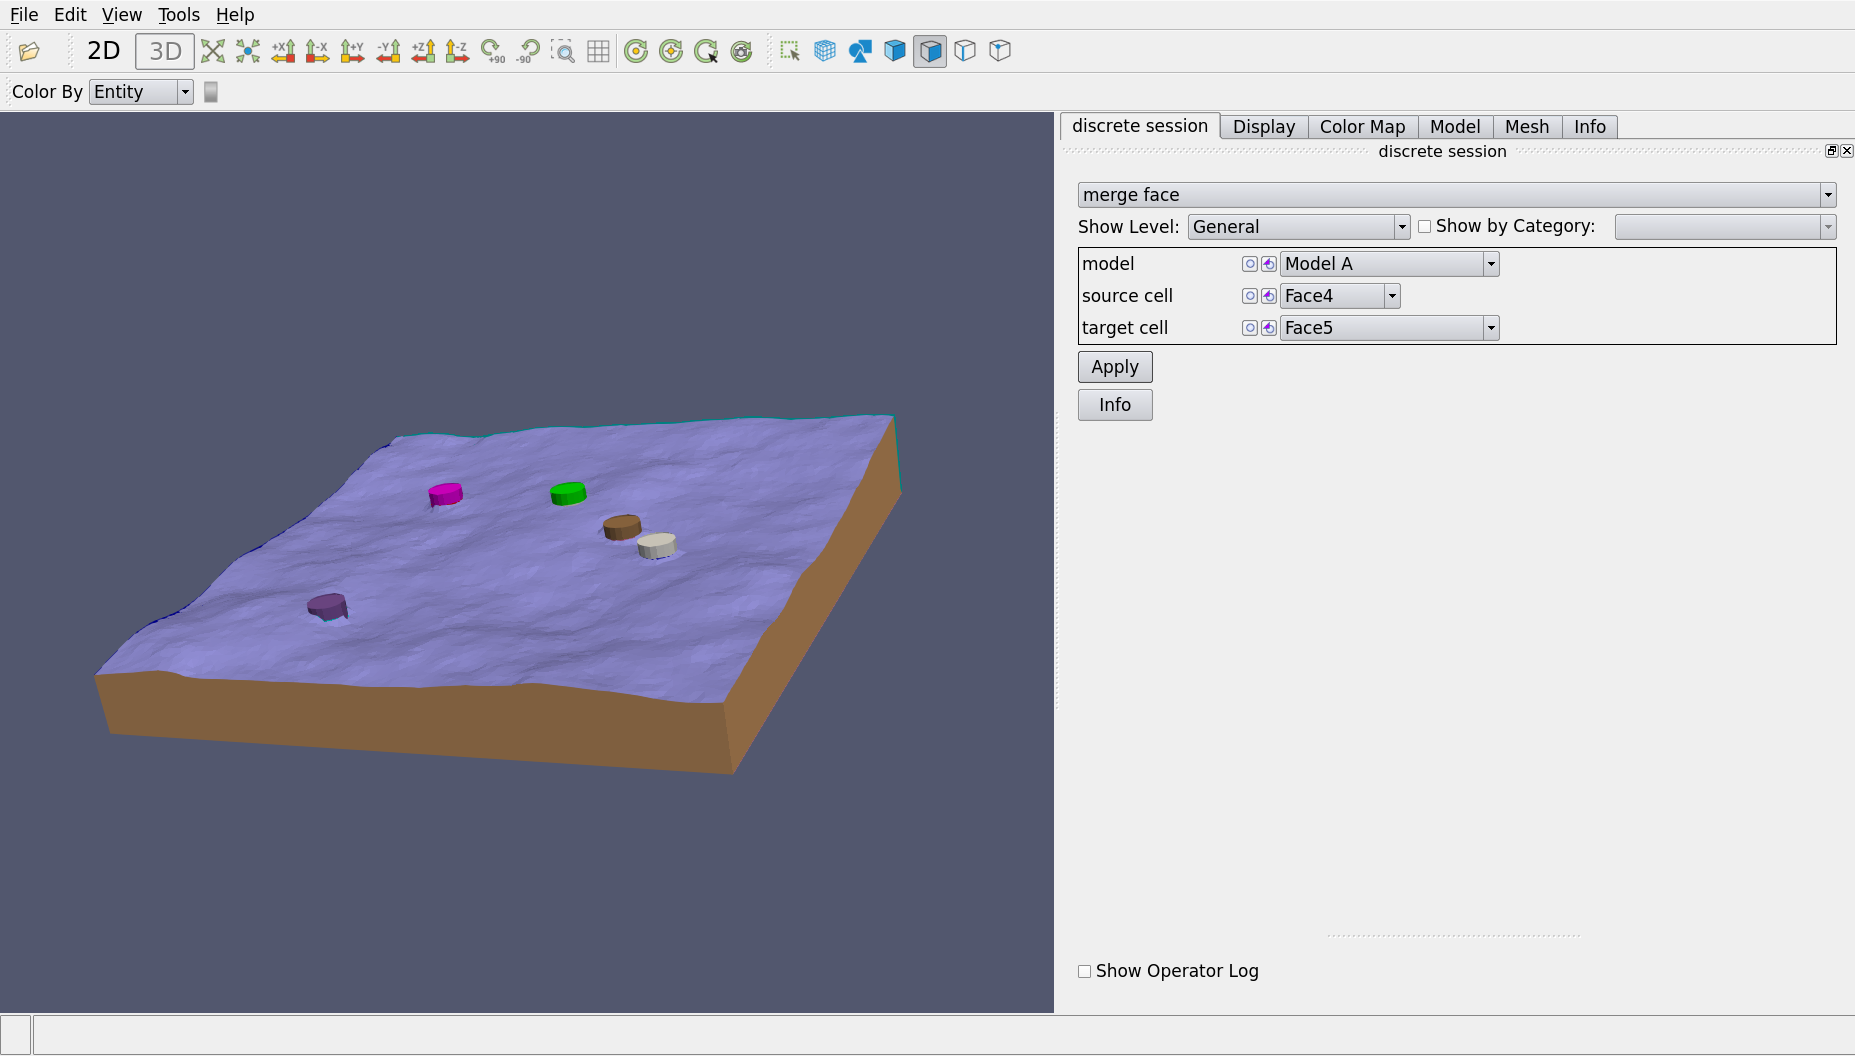 File Edit View Tools Help
2D 3D +X -X +Y -Y +Z -Z +90 -90
Color By Entity
discrete session Display Color Map Model Mesh Info
discrete session
merge face
Show Level: General Show by Category:
model Model A
source cell Face4
target cell Face5
Apply
Info
Show Operator Log